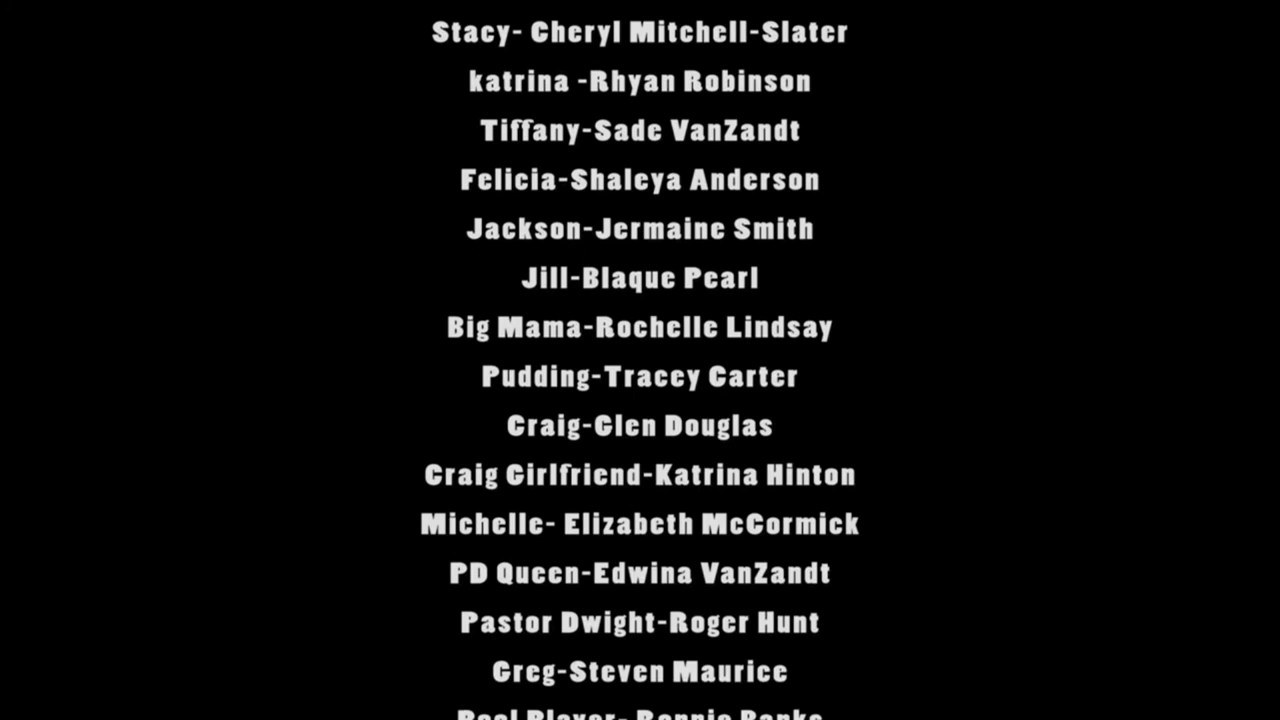 Stacy- Cheryl Mitchell-Slater
katrina -Rhyan Robinson
Tiffany-Sade VanZandt
Felicia-Shaleya Anderson
Jackson-Jermaine Smith
Jill-Blaque Pearl
Big Mama-Rochelle Lindsay
Pudding-Tracey Carter
Craig-Glen Douglas
Craig Girlfriend-Katrina Hinton
Michelle- Elizabeth McCormick
PD Queen-Edwina VanZandt
Pastor Dwight-Roger Hunt
Greg-Steven Maurice